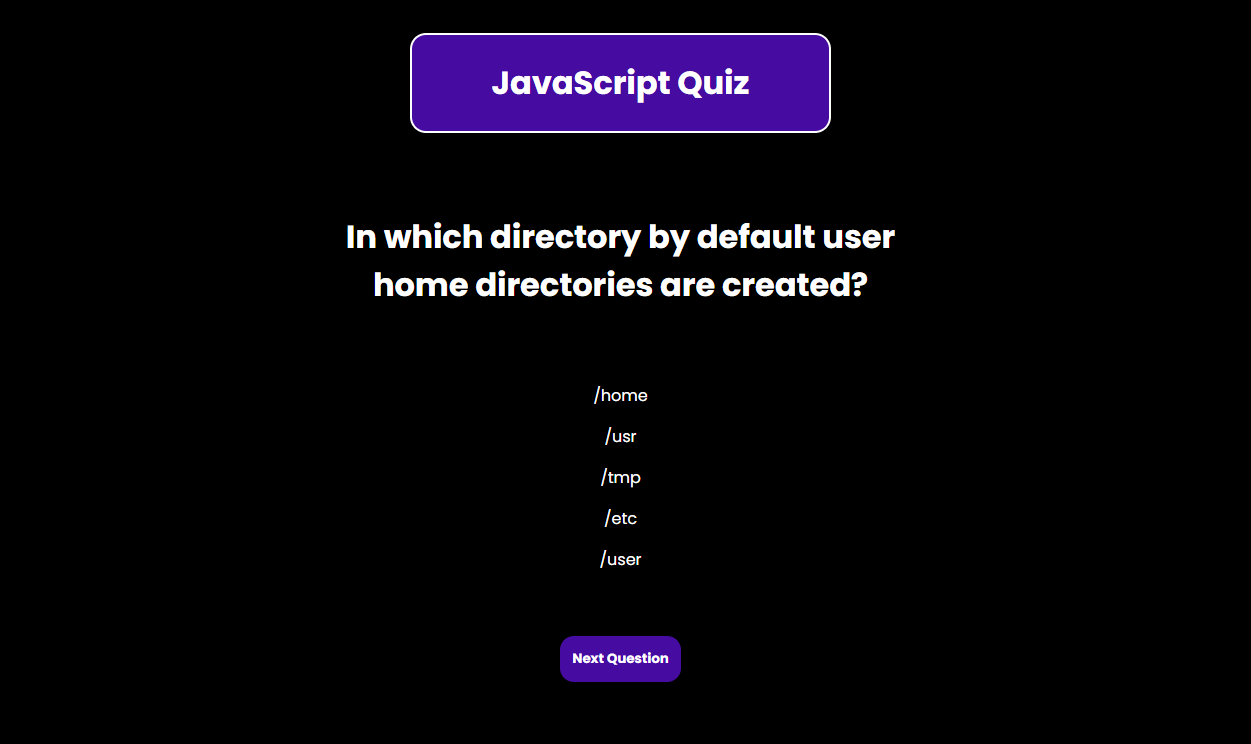 JavaScript Quiz
In which directory by default user
home directories are created?
/home
/usr
/tmp
/etc
/user
Next Question